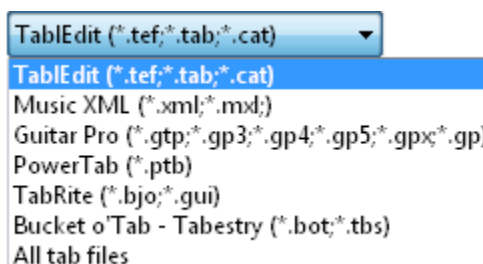 TablEdit (*.tef;*.tab;*.cat)
TablEdit (*.tef;*.tab;*.cat)
Music XML (*.xml;*.mxl;)
Guitar Pro (*.gtp;*.gp3;*.gp4;*.gp5;*.gpx;*.gp)
PowerTab (*.ptb)
TabRite (*.bjo;*.gui)
Bucket o'Tab - Tabestry (*.bot;*.tbs)
All tab files